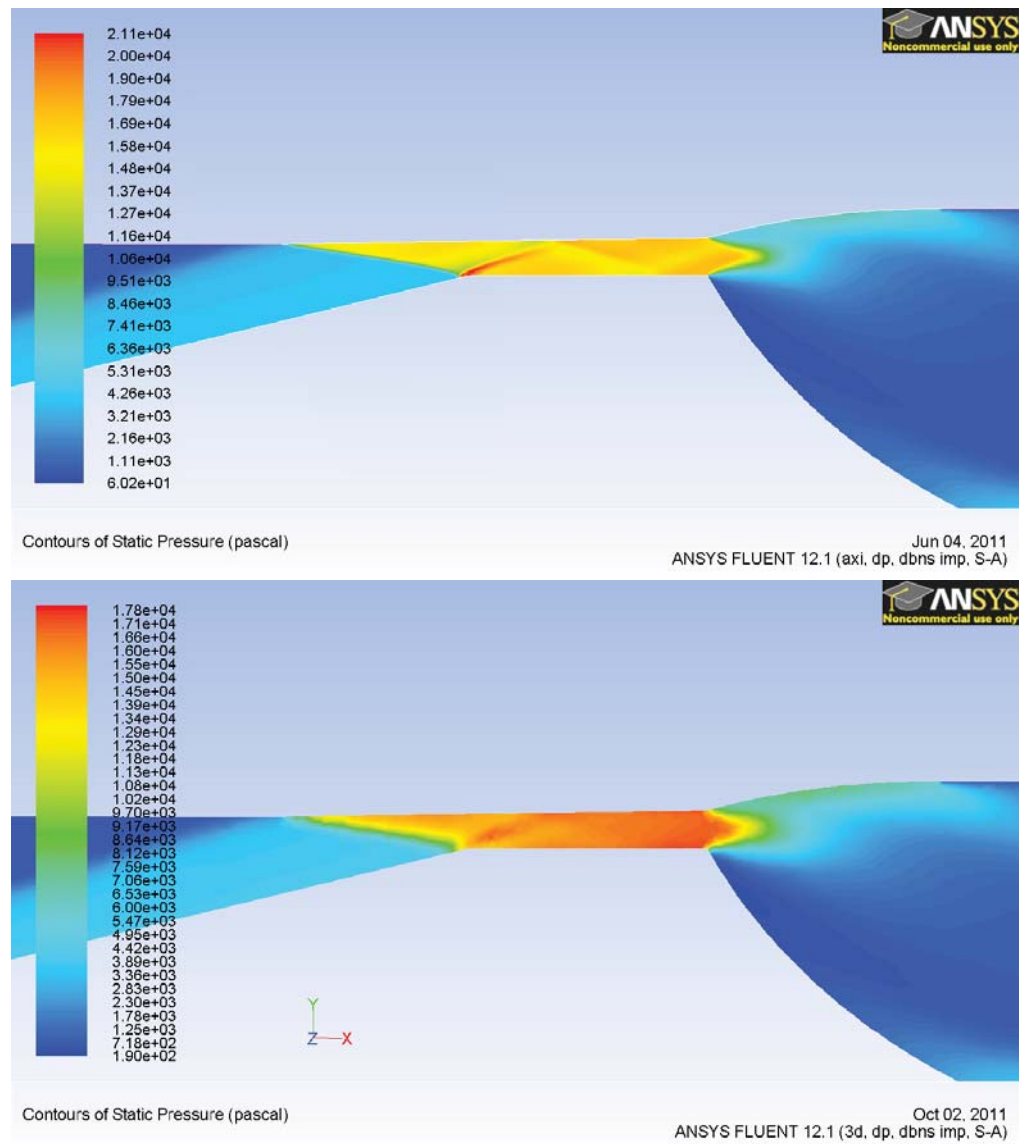 ANSYS
Noncommercial use only
2.11e+04
2.00e+04
1.90e+04
1.79e+04
1.69e+04
1.58e+04
1.48e+04
1.37e+04
1.27e+04
1.16e+04
1.06e+04
9.51e+03
8.46e+03
7.41e+03
6.36e+03
5.31e+03
4.26e+03
3.21e+03
2.16e+03
1.11e+03
6.02e+01
Contours of Static Pressure (pascal)
Jun 04, 2011
ANSYS FLUENT 12.1 (axi, dp, dbns imp, S-A)
ANSYS
Noncommercial use only
1.78e+04
1.71e+04
1.66e+04
1.60e+04
1.55e+04
1.50e+04
1.45e+04
1.39e+04
1.34e+04
1.29e+04
1.23e+04
1.18e+04
1.13e+04
1.08e+04
1.02e+04
9.70e+03
9.17e+03
8.64e+03
8.12e+03
7.59e+03
7.06e+03
6.53e+03
6.00e+03
5.47e+03
4.95e+03
4.42e+03
3.89e+03
3.36e+03
2.83e+03
2.30e+03
1.78e+03
1.25e+03
7.18e+02
1.90e+02
Y
Z X
Contours of Static Pressure (pascal)
Oct 02, 2011
ANSYS FLUENT 12.1 (3d, dp, dbns imp, S-A)